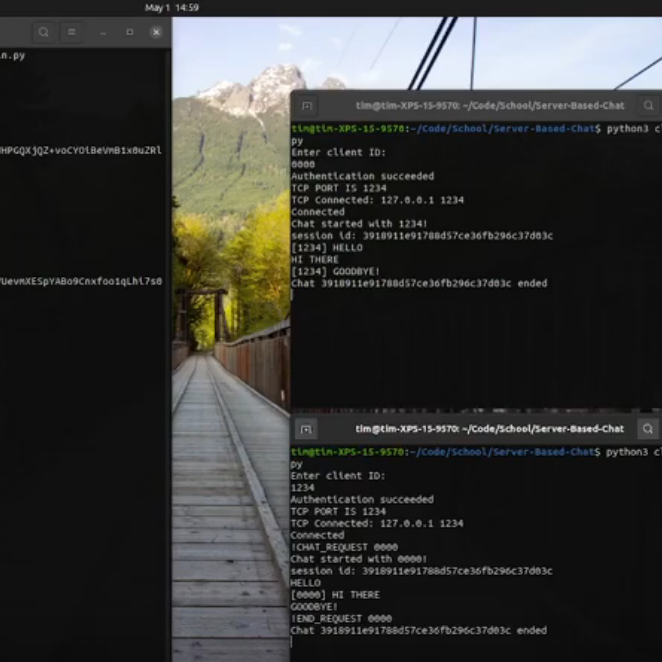 May 1 14:59
n.py
HPGQXjQZ+voCYOiBeVmB1x0uZRl
UevmXESpYABo9Cnxfoo1qLhi7s0
tim@tim-XPS-15-9570: ~/Code/School/Server-Based-Chat
tim@tim-XPS-15-9570:~/Code/School/Server-Based-Chat$ python3 cl
py
Enter client ID:
0000
Authentication succeeded
TCP PORT IS 1234
TCP Connected: 127.0.0.1 1234
Connected
Chat started with 1234!
session id: 3918911e91788d57ce36fb296c37d03c
[1234] HELLO
HI THERE
[1234] GOODBYE!
Chat 3918911e91788d57ce36fb296c37d03c ended
tim@tim-XPS-15-9570: ~/Code/School/Server-Based-Chat
tim@tim-XPS-15-9570:~/Code/School/Server-Based-Chat$ python3 cl
py
Enter client ID:
1234
Authentication succeeded
TCP PORT IS 1234
TCP Connected: 127.0.0.1 1234
Connected
!CHAT_REQUEST 0000
Chat started with 0000!
session id: 3918911e91788d57ce36fb296c37d03c
HELLO
[0000] HI THERE
GOODBYE!
!END_REQUEST 0000
Chat 3918911e91788d57ce36fb296c37d03c ended